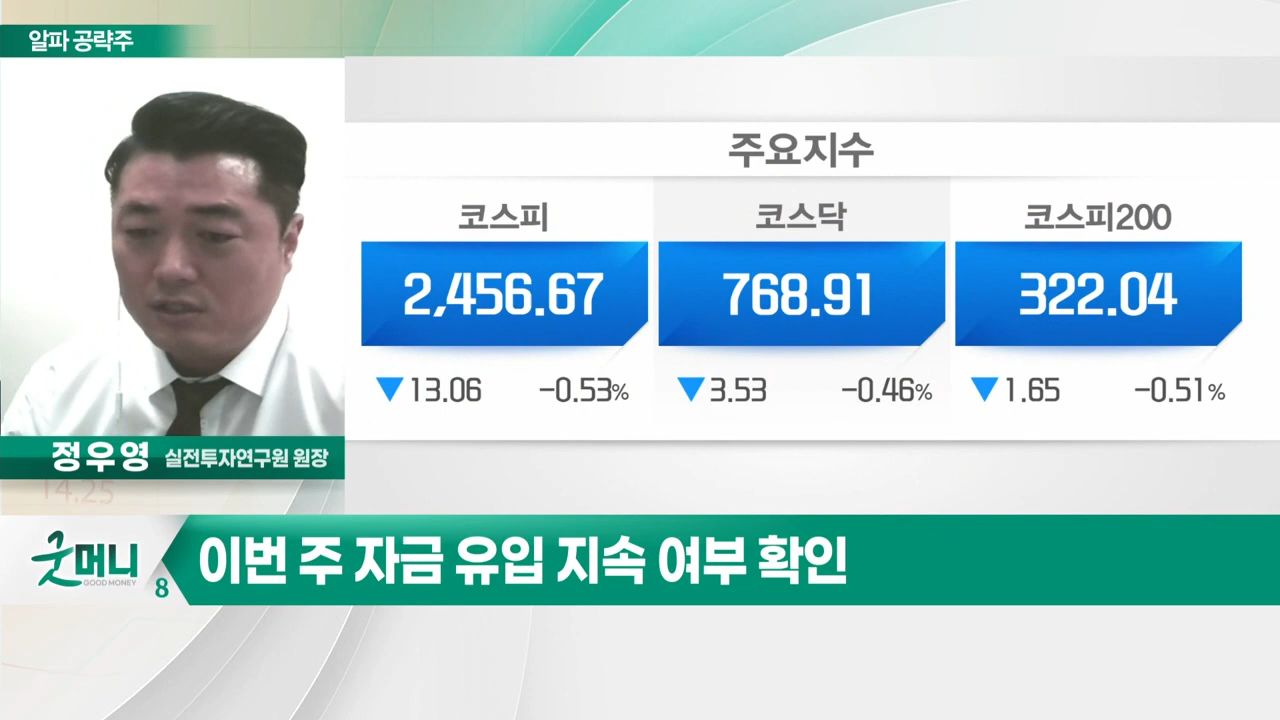 알파 공략주
주요지수
코스피
코스닥
코스피200
2,456.67
768.91
322.04
▼13.06 -0.53%
▼3.53 -0.46%
▼1.65 -0.51%
정우영 실전투자연구원 원장
14.25
굿머니
GOOD MONEY
8
이번 주 자금 유입 지속 여부 확인